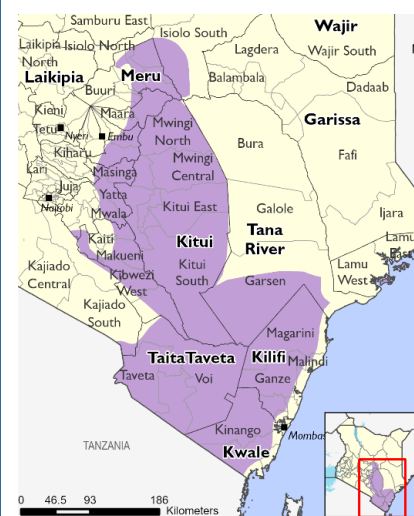 Samburu East
Isiolo South
Wajir
Laikipia
North
Isiolo North
Lagdera
Wajir South
Laikipia
Meru
Balambala
Dadaab
Buuri
Kieni
Maara
Garissa
Tetu
Nyeri
Embu
Mwingi
North
Bura
Fafi
Kiharu
Mwingi
Central
Lari
Masinga
Juja
Yatta
Kitui East
Galole
Ijara
Nairobi
Mwala
Tana
River
Kaiti
Kitui
Lamu
East
Makueni
Kajiado
Central
Kibwezi
West
Kitui
South
Garsen
Lamu
West
Kajiado
South
Magarini
TaitaTaveta
Kilifi
Malindi
Taveta
Voi
Ganze
Kinango
Mombas
TANZANIA
Kwale
0 46.5 93 186
Kilometers